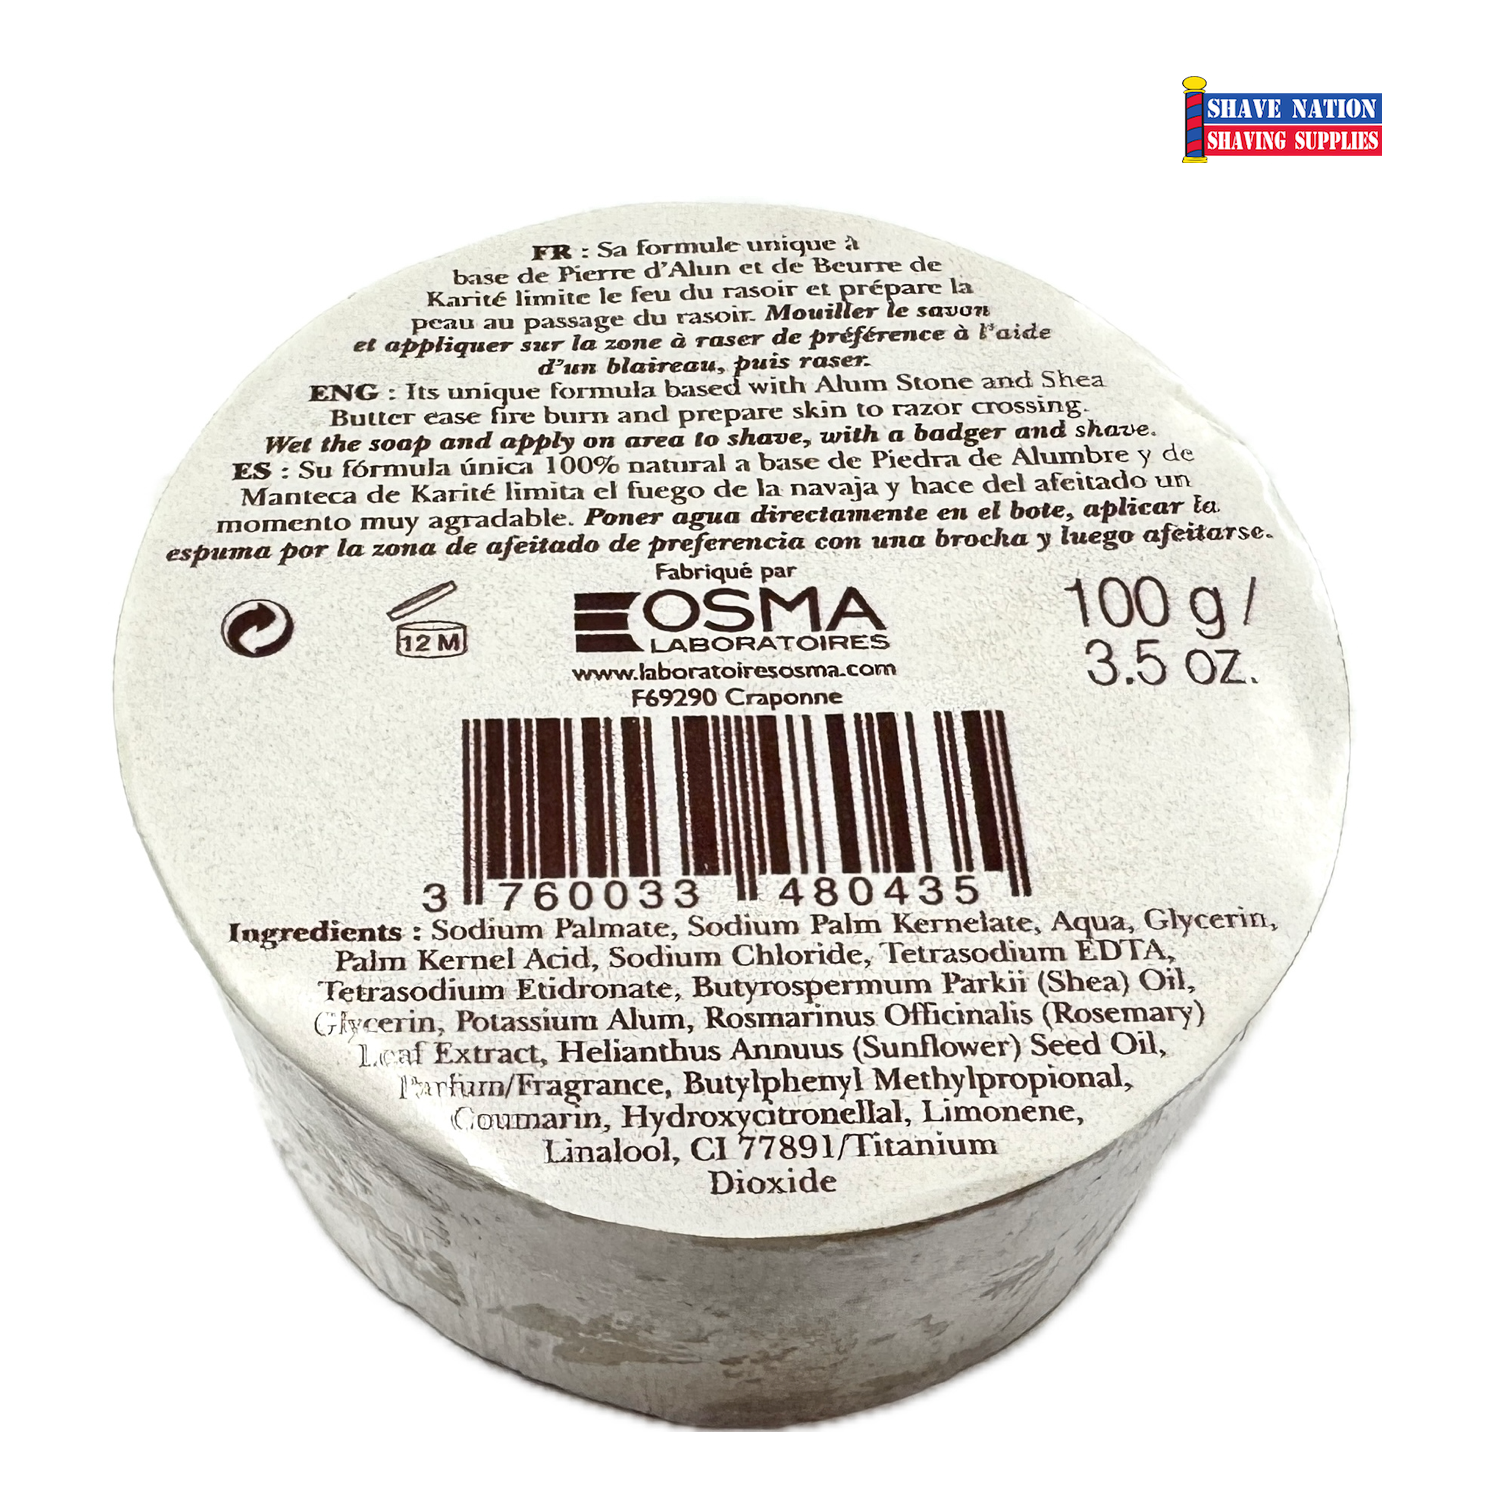 SHAVE NATION
SHAVING SUPPLIES
FR : Sa formule unique à
base de Pierre d'Alun et de Beurre de
Karité limite le feu du rasoir et prépare la
peau au passage du rasoir. Mouiller le savon
et appliquer sur la zone à raser de préférence à l'aide
d'un blaireau, puis raser.
ENG : Its unique formula based with Alum Stone and Shea
Butter ease fire burn and prepare skin to razor crossing.
Wet the soap and apply on area to shave, with a badger and shave.
ES : Su fórmula única 100% natural a base de Piedra de Alumbre y de
Manteca de Karité limita el fuego de la navaja y hace del afeitado un
momento muy agradable. Poner agua directamente en el bote, aplicar la
espuma por la zona de afeitado de preferencia con una brocha y luego afeitarse.
Fabriqué par
OSMA
LABORATOIRES
www.laboratoiresosma.com
F69290 Craponne
12 M
100 g /
3.5 oz.
3 760033 480435
Ingredients : Sodium Palmate, Sodium Palm Kernelate, Aqua, Glycerin,
Palm Kernel Acid, Sodium Chloride, Tetrasodium EDTA,
Tetrasodium Etidronate, Butyrospermum Parkii (Shea) Oil,
Glycerin, Potassium Alum, Rosmarinus Officinalis (Rosemary)
Leaf Extract, Helianthus Annuus (Sunflower) Seed Oil,
Parfum/Fragrance, Butylphenyl Methylpropional,
Coumarin, Hydroxycitronellal, Limonene,
Linalool, CI 77891/Titanium
Dioxide